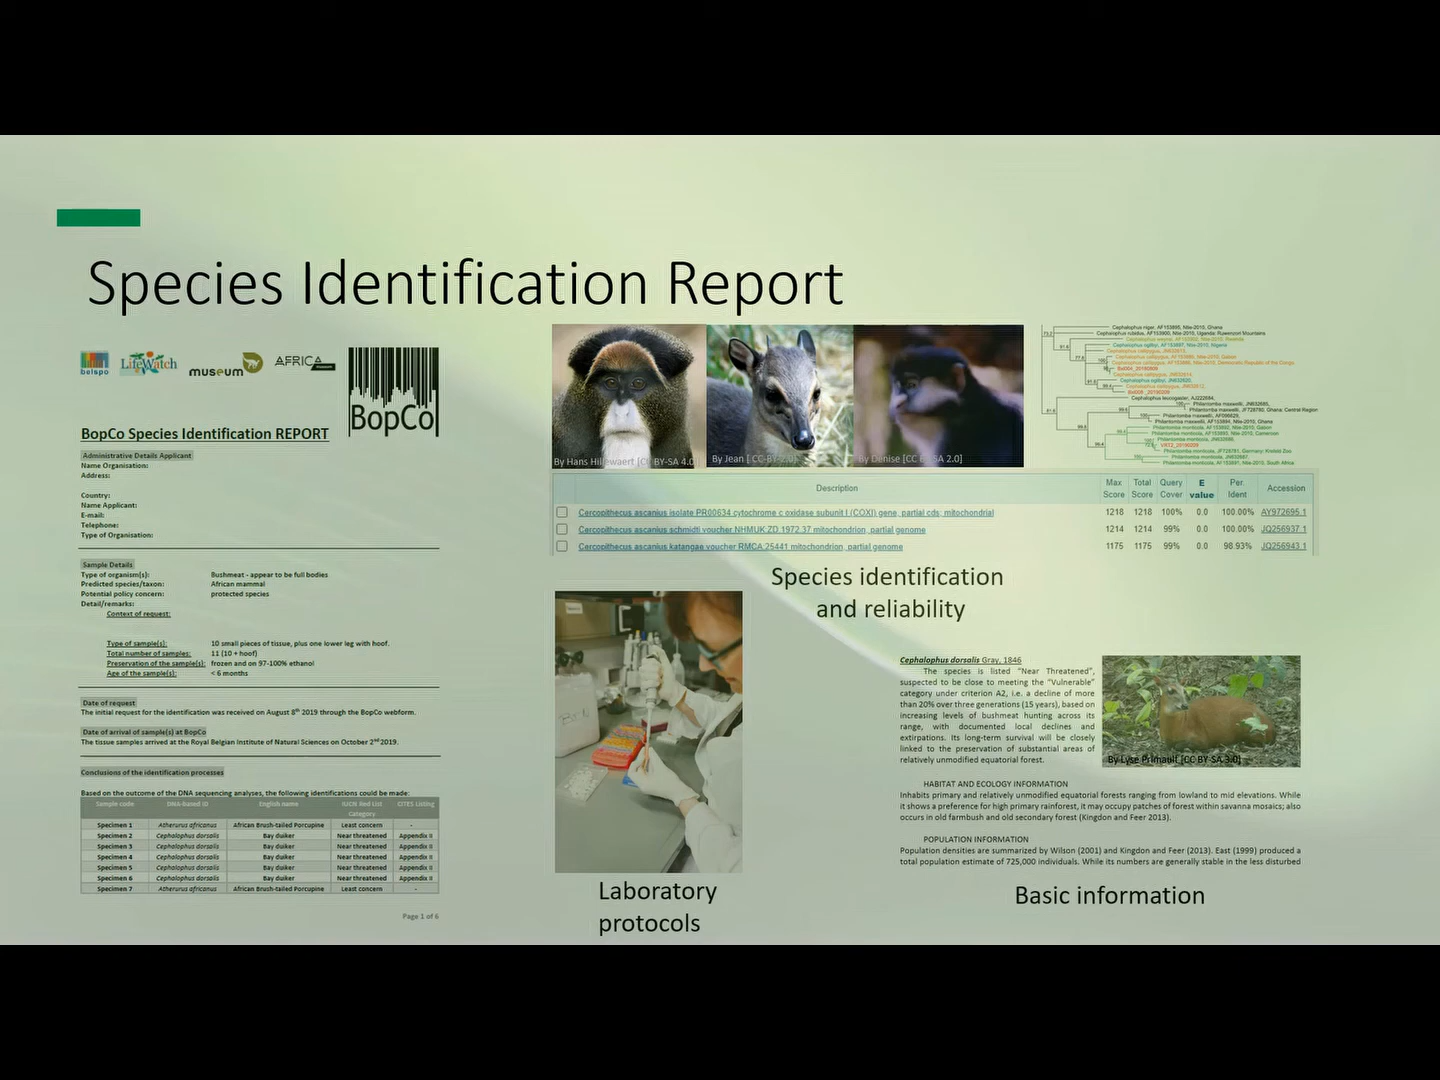 Species Identification Report
belspo
LifeWatch
museum
AFRICA
BopCo
BopCo Species Identification REPORT
Administrative Details Applicant
Name Organisation:
Address:
Country:
Name Applicant:
E-mail:
Telephone:
Type of Organisation:
Sample Details
Type of organism(s): Bushmeat - appear to be full bodies
Predicted species/taxon: African mammal
Potential policy concern: protected species
Detail/remarks:
Context of request:
Type of sample(s): 10 small pieces of tissue, plus one lower leg with hoof.
Total number of samples: 11 (10 + hoof)
Preservation of the sample(s): frozen and on 97-100% ethanol
Age of the sample(s): < 6 months
Date of request
The initial request for the identification was received on August 8th 2019 through the BopCo webform.
Date of arrival of sample(s) at BopCo
The tissue samples arrived at the Royal Belgian Institute of Natural Sciences on October 2nd 2019.
Conclusions of the identification processes
Based on the outcome of the DNA sequencing analyses, the following identifications could be made:
Sample code DNA-based ID English name IUCN Red List Category CITES Listing
Specimen 1 Atherurus africanus African Brush-tailed Porcupine Least concern -
Specimen 2 Cephalophus dorsalis Bay duiker Near threatened Appendix II
Specimen 3 Cephalophus dorsalis Bay duiker Near threatened Appendix II
Specimen 4 Cephalophus dorsalis Bay duiker Near threatened Appendix II
Specimen 5 Cephalophus dorsalis Bay duiker Near threatened Appendix II
Specimen 6 Cephalophus dorsalis Bay duiker Near threatened Appendix II
Specimen 7 Atherurus africanus African Brush-tailed Porcupine Least concern -
Page 1 of 6
By Hans Hillewaert [CC BY-SA 4.0]
By Jean [CC-BY-2.0]
By Denise [CC BY-SA 2.0]
Description Max Score Total Score Query Cover E value Per. Ident Accession
Cercopithecus ascanius isolate PR00634 cytochrome c oxidase subunit I (COXI) gene, partial cds; mitochondrial 1218 1218 100% 0.0 100.00% AY972695.1
Cercopithecus ascanius schmidti voucher NHMUK:ZD.1972.37 mitochondrion, partial genome 1214 1214 99% 0.0 100.00% JQ256937.1
Cercopithecus ascanius katangae voucher RMCA:25441 mitochondrion, partial genome 1175 1175 99% 0.0 98.93% JQ256943.1
Species identification
and reliability
Laboratory
protocols
Cephalophus dorsalis Gray, 1846
The species is listed "Near Threatened",
suspected to be close to meeting the "Vulnerable"
category under criterion A2, i.e. a decline of more
than 20% over three generations (15 years), based on
increasing levels of bushmeat hunting across its
range, with documented local declines and
extirpations. Its long-term survival will be closely
linked to the preservation of substantial areas of
relatively unmodified equatorial forest.
By Lyse Primault [CC BY-SA 3.0]
HABITAT AND ECOLOGY INFORMATION
Inhabits primary and relatively unmodified equatorial forests ranging from lowland to mid elevations. While
it shows a preference for high primary rainforest, it may occupy patches of forest within savanna mosaics; also
occurs in old farmbush and old secondary forest (Kingdon and Feer 2013).
POPULATION INFORMATION
Population densities are summarized by Wilson (2001) and Kingdon and Feer (2013). East (1999) produced a
total population estimate of 725,000 individuals. While its numbers are generally stable in the less disturbed
Basic information